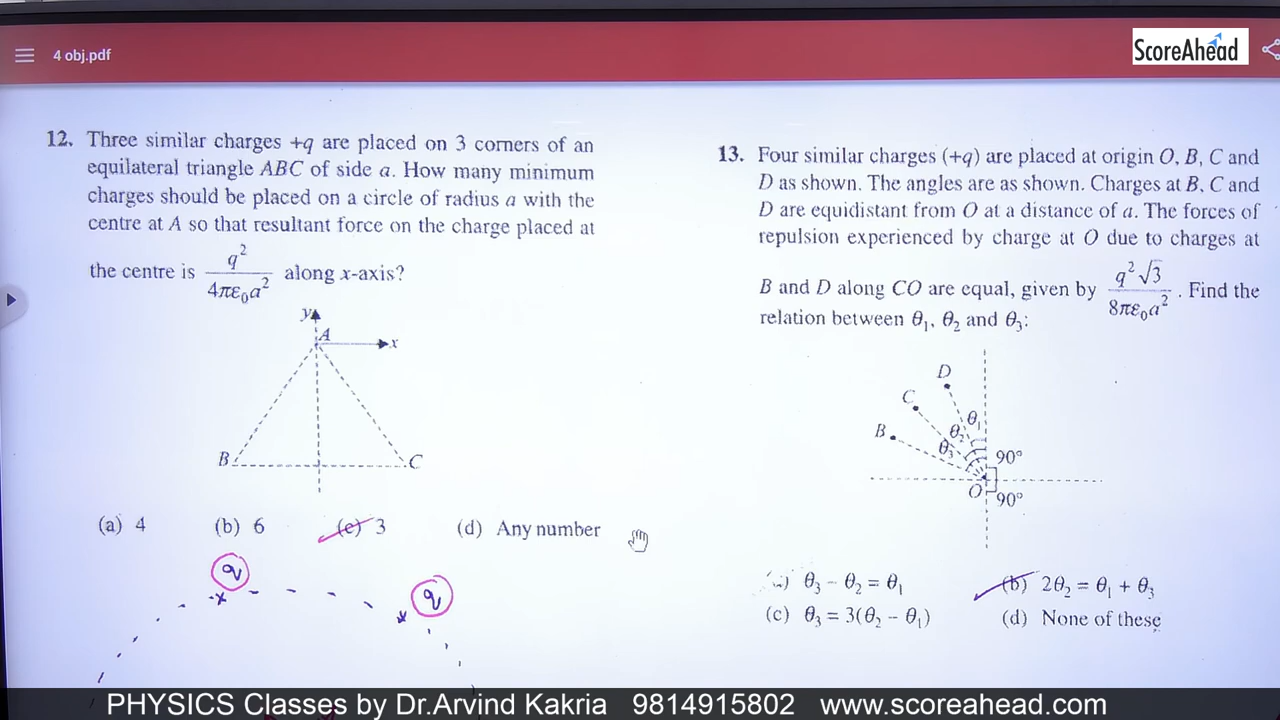 4 obj.pdf
ScoreAhead
12. Three similar charges +q are placed on 3 corners of an
equilateral triangle ABC of side a. How many minimum
charges should be placed on a circle of radius a with the
centre at A so that resultant force on the charge placed at
the centre is q²/4πε₀a² along x-axis?
y
A
x
B
C
(a) 4 (b) 6 (c) 3 (d) Any number
q
q
13. Four similar charges (+q) are placed at origin O, B, C and
D as shown. The angles are as shown. Charges at B, C and
D are equidistant from O at a distance of a. The forces of
repulsion experienced by charge at O due to charges at
B and D along CO are equal, given by q²√3/8πε₀a². Find the
relation between θ₁, θ₂ and θ₃:
D
C
B
θ₁
θ₂
θ₃
90°
O
90°
θ₃ − θ₂ = θ₁ (b) 2θ₂ = θ₁ + θ₃
(c) θ₃ = 3(θ₂ − θ₁) (d) None of these
PHYSICS Classes by Dr.Arvind Kakria 9814915802 www.scoreahead.com